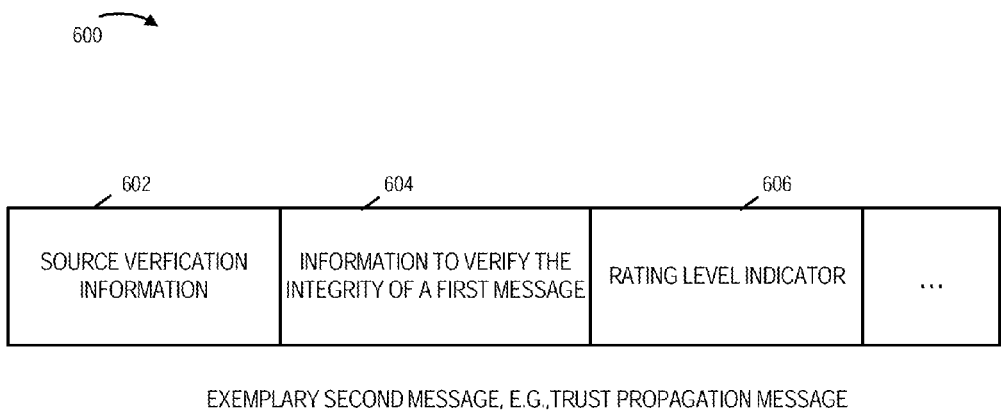 600
602
604
606
SOURCE VERFICATION
INFORMATION
INFORMATION TO VERIFY THE
INTEGRITY OF A FIRST MESSAGE
RATING LEVEL INDICATOR
...
EXEMPLARY SECOND MESSAGE, E.G.,TRUST PROPAGATION MESSAGE